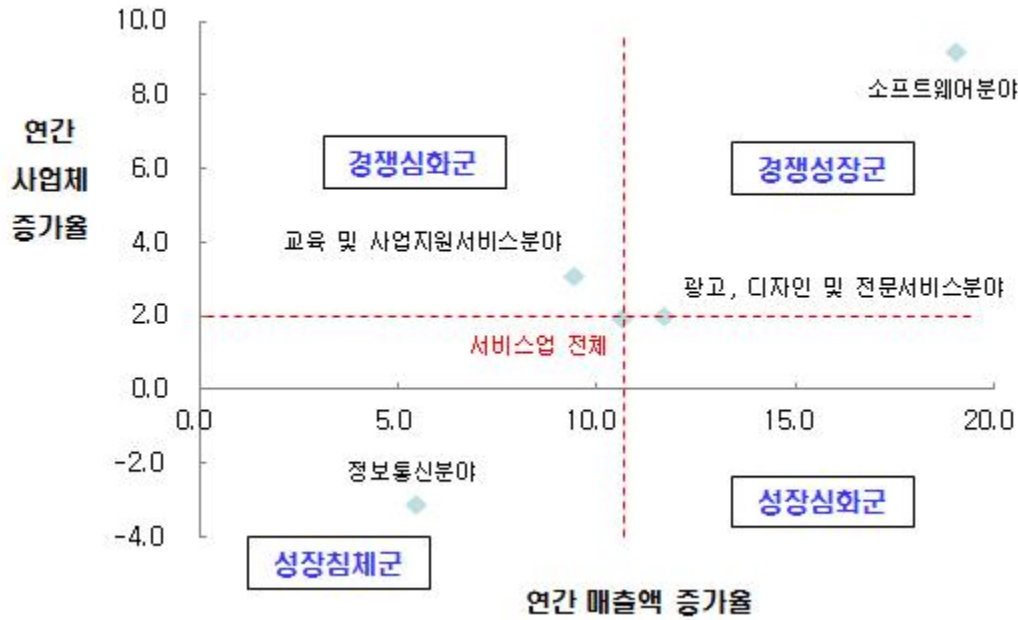 10.0
8.0
6.0
4.0
2.0
0.0
-2.0
-4.0
연간
사업체
증가율
소프트웨어분야
경쟁심화군
경쟁성장군
교육 및 사업지원서비스분야
광고, 디자인 및 전문서비스분야
서비스업 전체
0.0
5.0
10.0
15.0
20.0
정보통신분야
성장심화군
성장침체군
연간 매출액 증가율